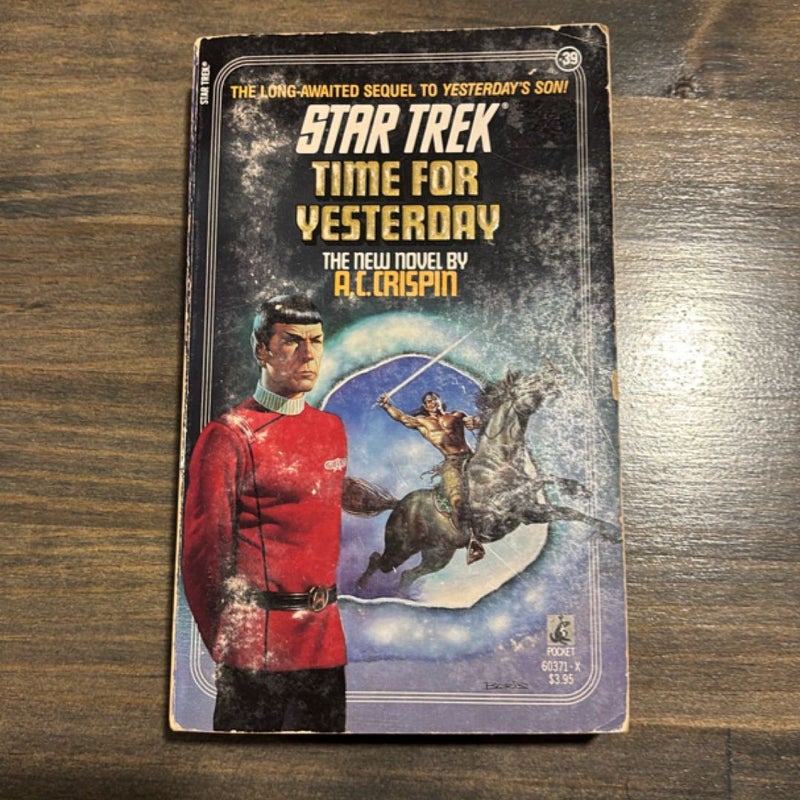 STAR TREK®
39
THE LONG-AWAITED SEQUEL TO YESTERDAY'S SON!
STAR TREK®
TIME FOR
YESTERDAY
THE NEW NOVEL BY
A.C. CRISPIN
BORIS
POCKET
60371-X
$3.95